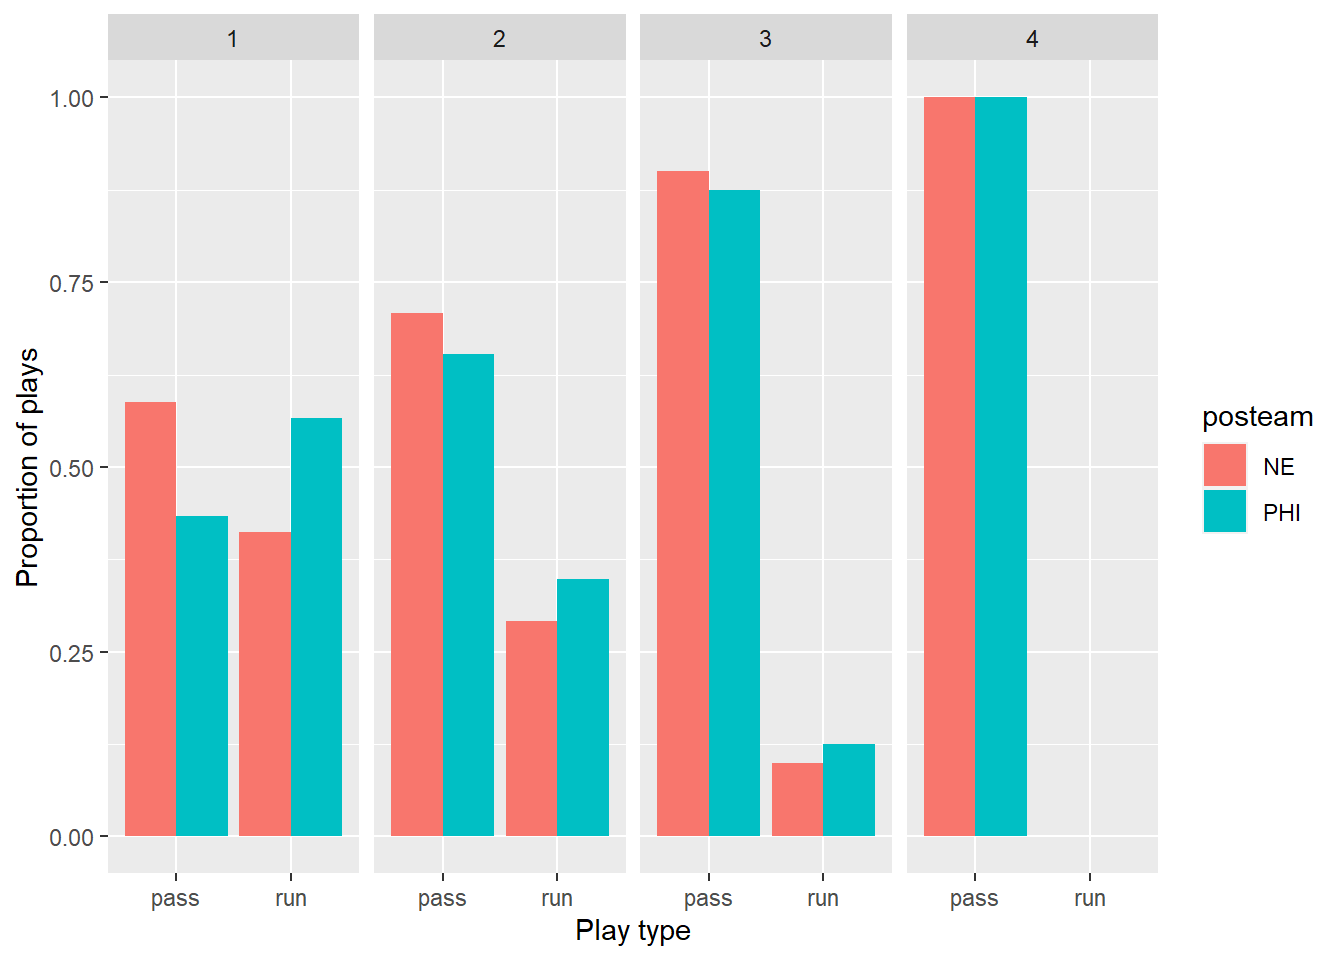 1 2 3 4
1.00
0.75
0.50
0.25
0.00
Proportion of plays
pass run pass run pass run pass run
Play type
posteam
NE
PHI